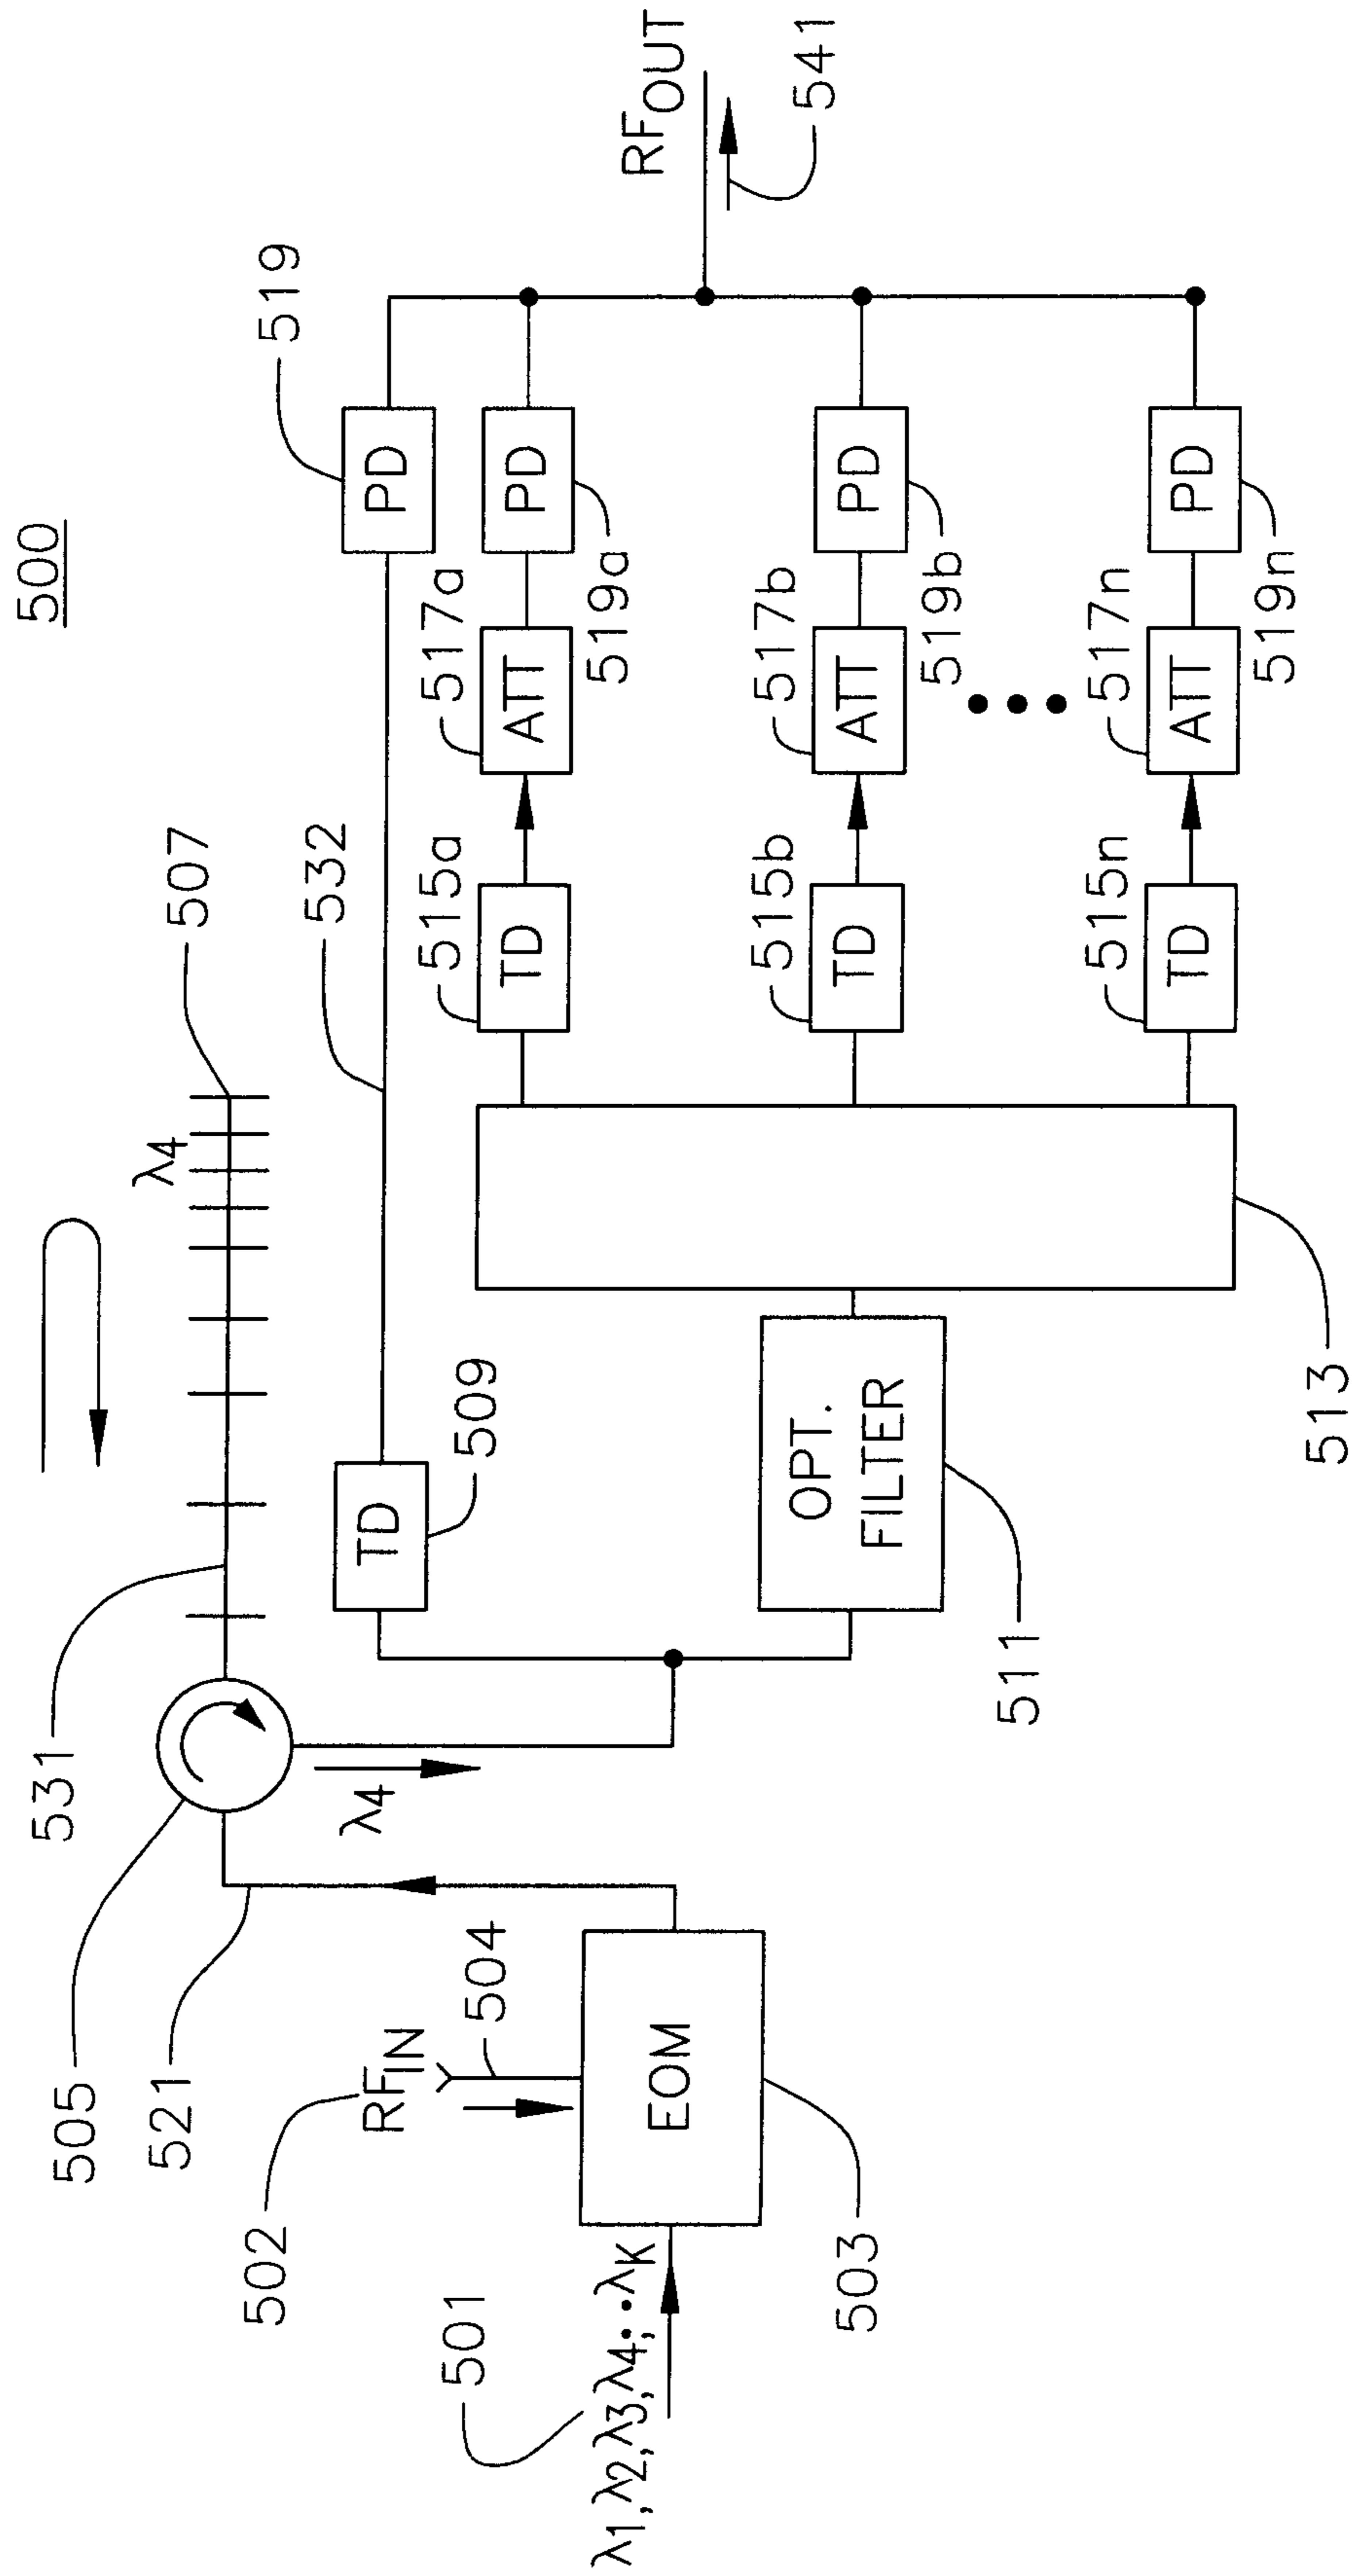 500
507
λ4
531
505
521
532
519
PD
TD
509
λ4
502
RFIN
504
EOM
503
501
λ1,λ2,λ3,λ4,..λK
OPT.
FILTER
511
513
515a
TD
517a
ATT
PD
519a
515b
TD
517b
ATT
PD
519b
515n
TD
517n
ATT
PD
519n
RFOUT
541